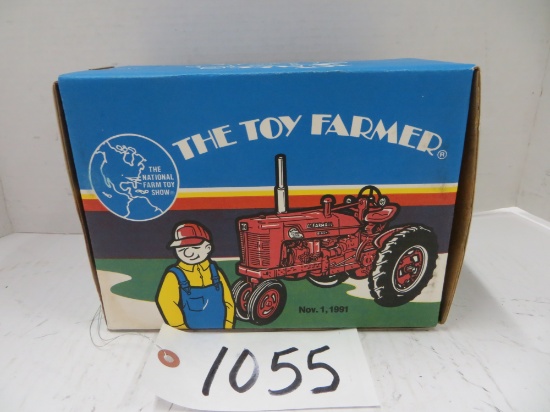 THE TOY FARMER®
THE
NATIONAL
FARM TOY
SHOW®
FARMALL
Nov. 1, 1991
1055